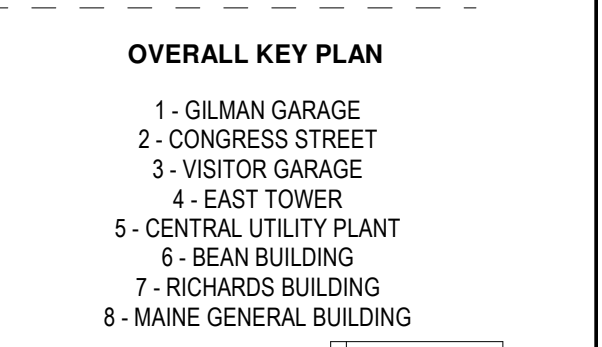 OVERALL KEY PLAN
1 - GILMAN GARAGE
2 - CONGRESS STREET
3 - VISITOR GARAGE
4 - EAST TOWER
5 - CENTRAL UTILITY PLANT
6 - BEAN BUILDING
7 - RICHARDS BUILDING
8 - MAINE GENERAL BUILDING